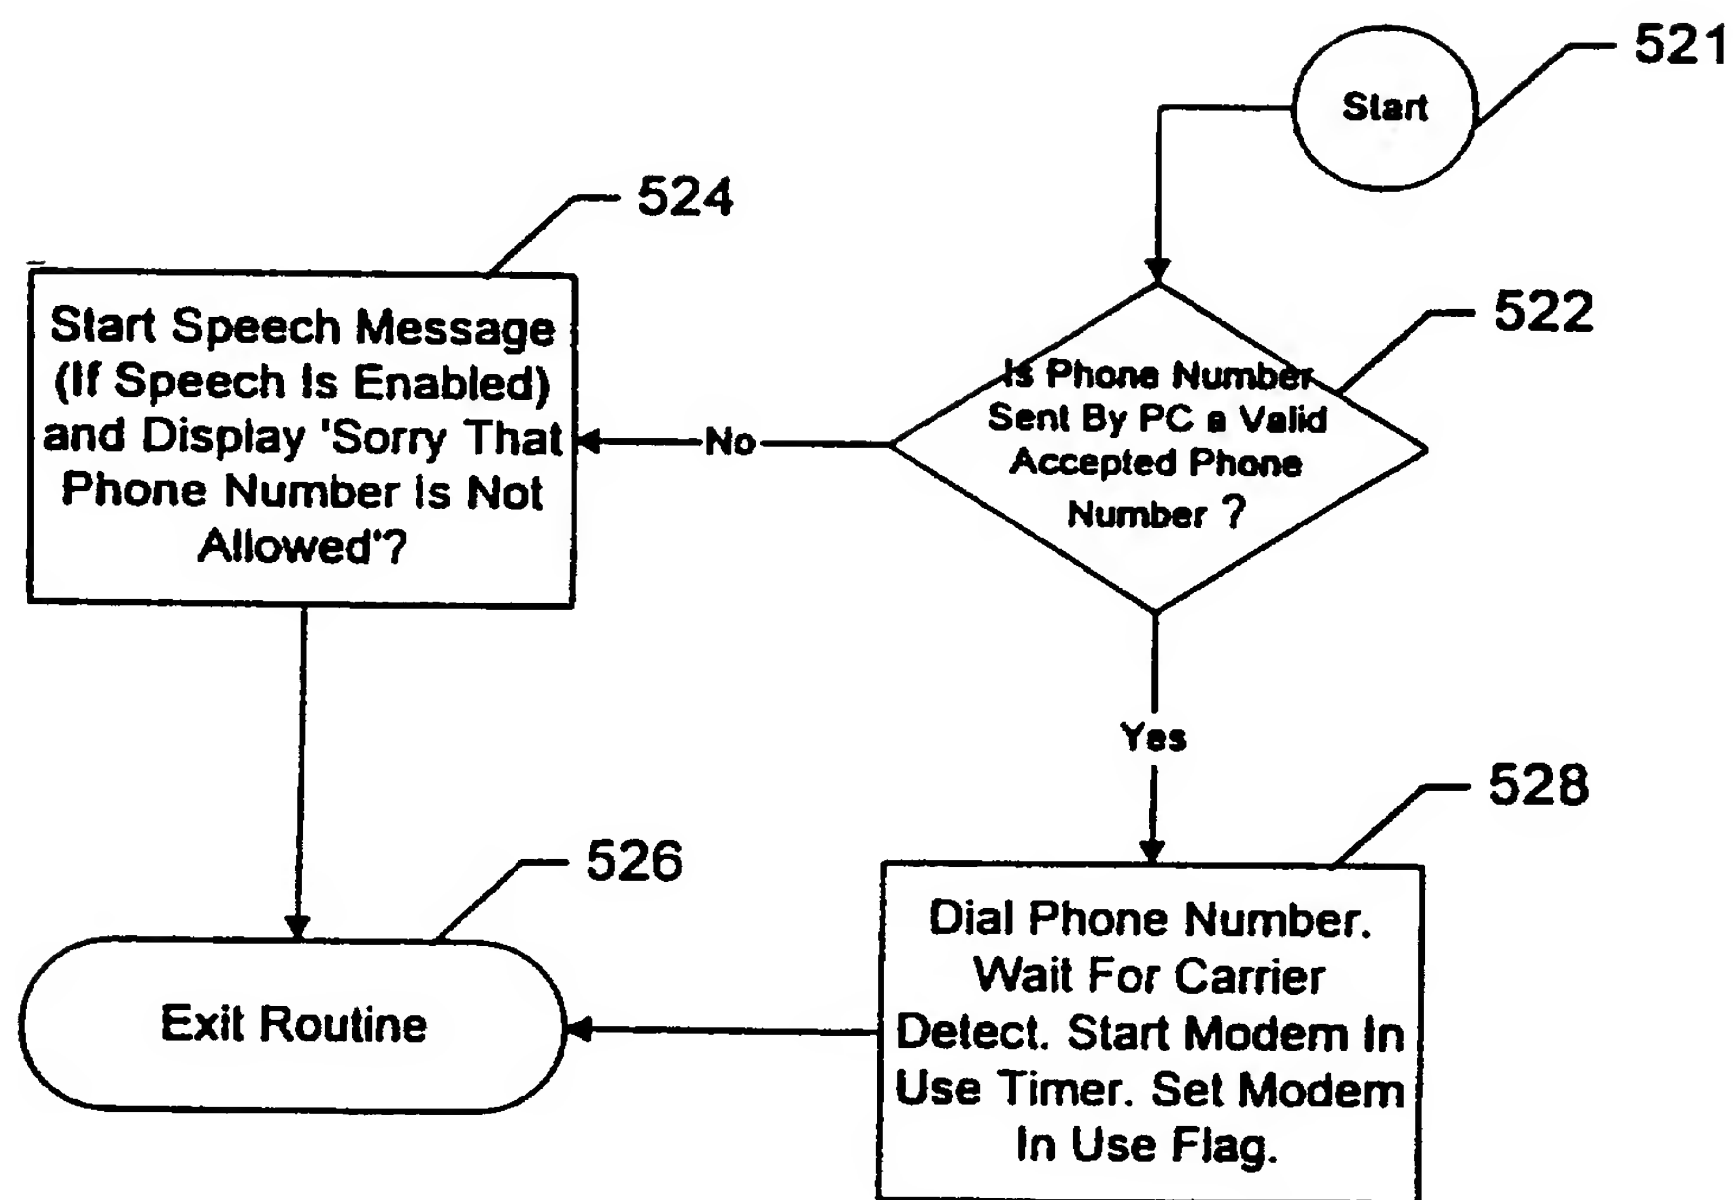 521
Start
524
Start Speech Message
(If Speech Is Enabled)
and Display 'Sorry That
Phone Number Is Not
Allowed'?
522
Is Phone Number
Sent By PC a Valid
Accepted Phone
Number ?
No
Yes
528
Dial Phone Number.
Wait For Carrier
Detect. Start Modem In
Use Timer. Set Modem
In Use Flag.
526
Exit Routine